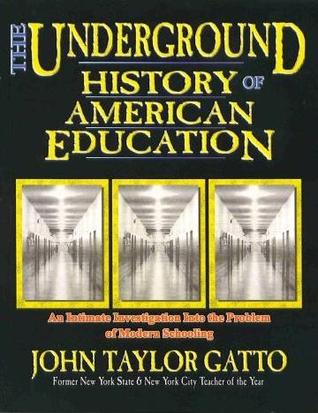 THE UNDERGROUND
HISTORY OF
AMERICAN
EDUCATION
An Intimate Investigation Into the Problem
of Modern Schooling
JOHN TAYLOR GATTO
Former New York State & New York City Teacher of the Year